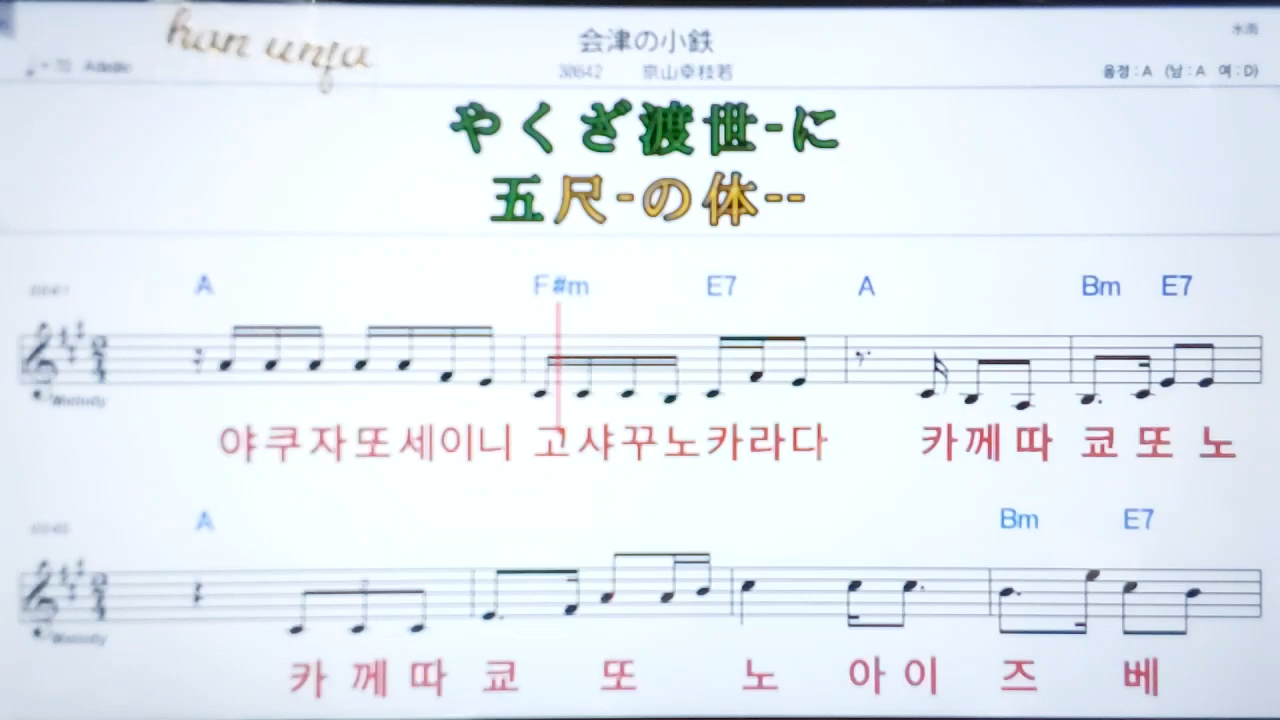 han unja
会津の小鉄
30642 京山幸枝若
음정 : A (남 : A 여 : D)
やくざ渡世-に
五尺-の体--
A F#m E7 A Bm E7
야쿠자또세이니 고샤꾸노카라다 카께따 쿄또노
A Bm E7
카께따쿄또노아이즈베